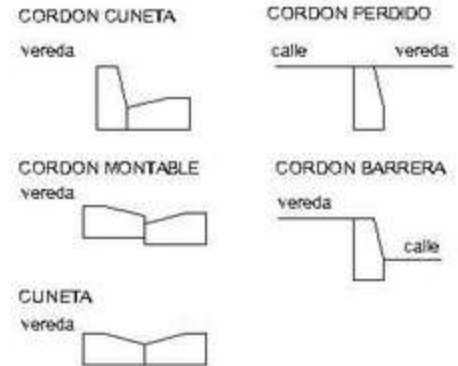 CORDON CUNETA
vereda
CORDON MONTABLE
vereda
CUNETA
vereda
CORDON PERDIDO
calle vereda
CORDON BARRERA
vereda
calle